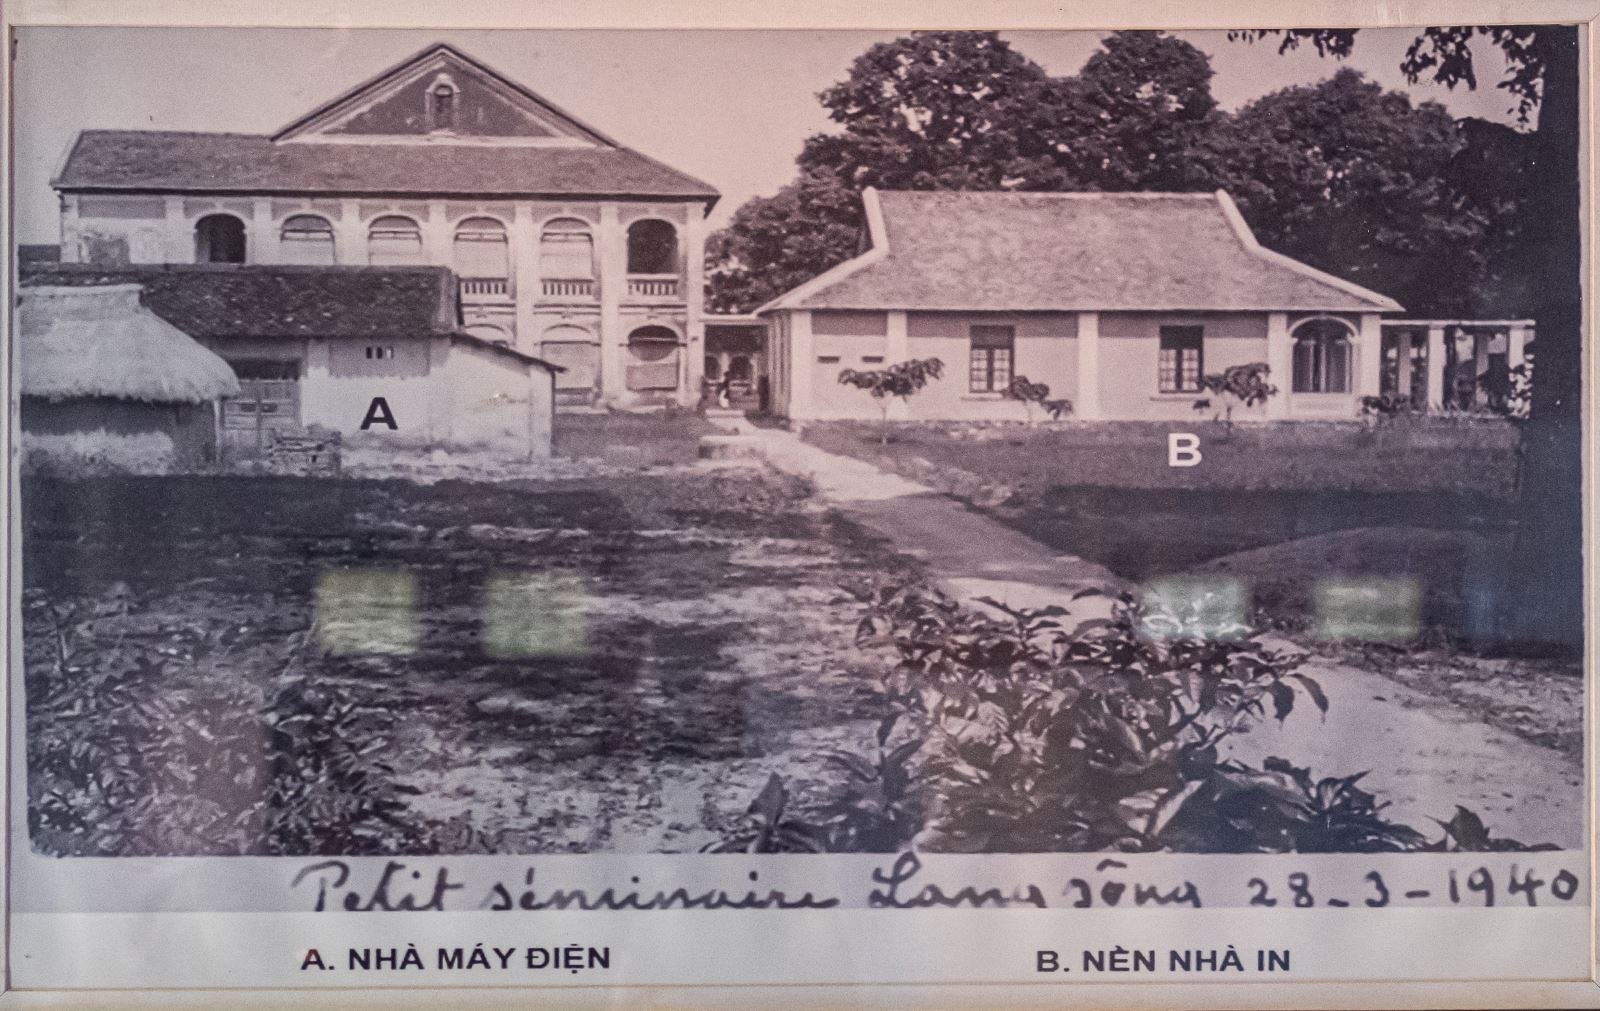 A
B
Petit séminaire Lang sông 28-3-1940
A. NHÀ MÁY ĐIỆN
B. NỀN NHÀ IN